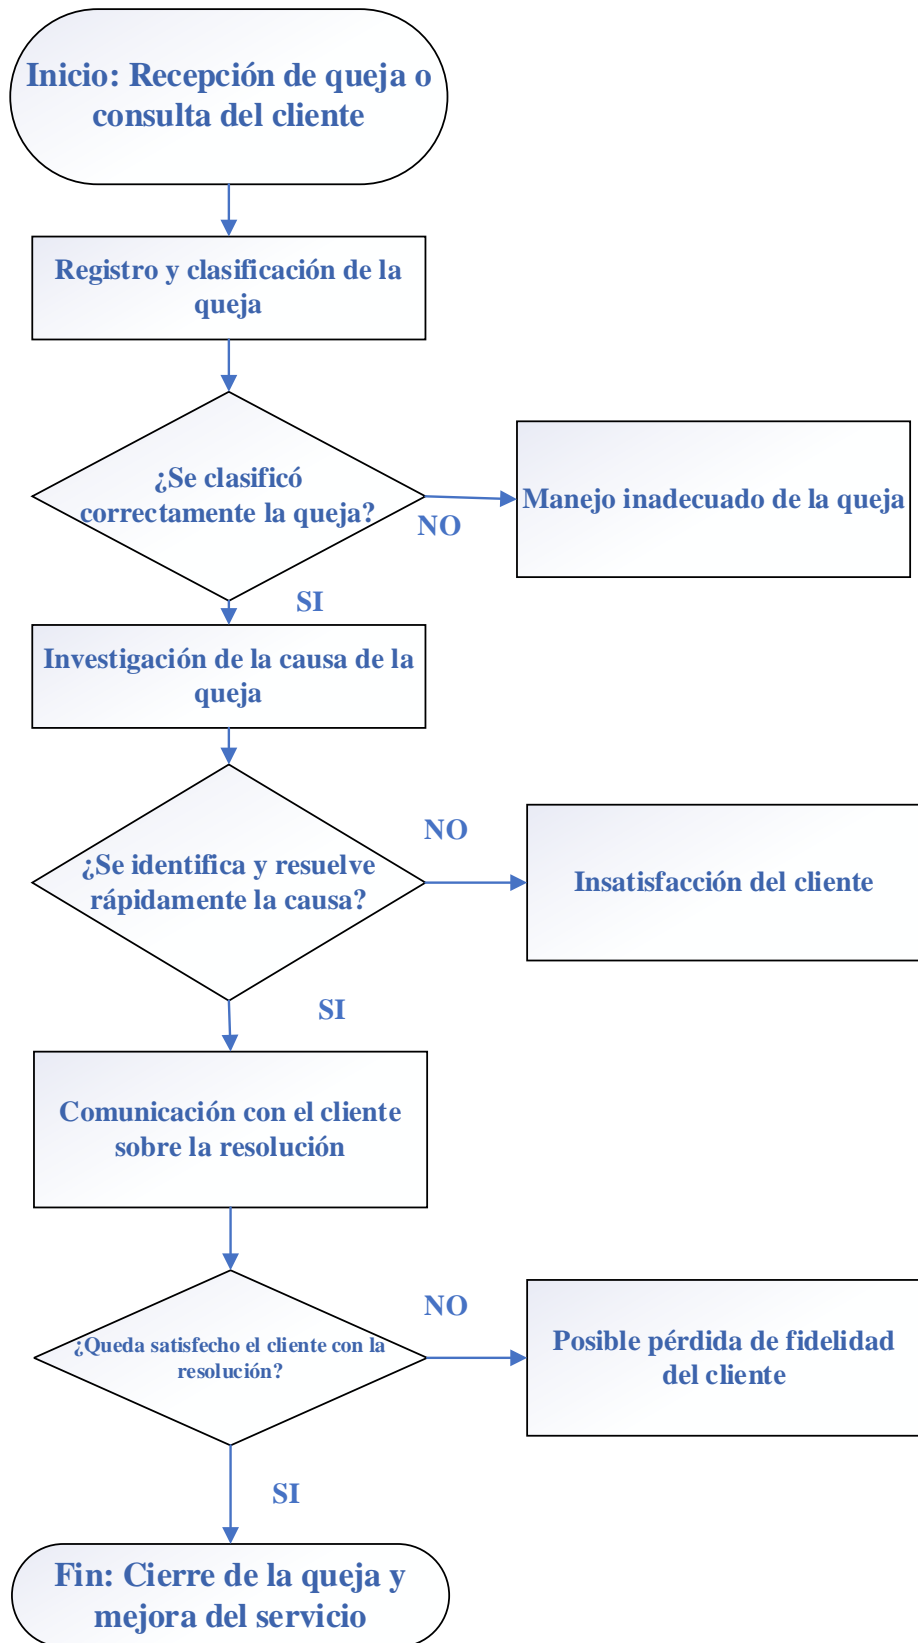 Inicio: Recepción de queja o
consulta del cliente
Registro y clasificación de la
queja
¿Se clasificó
correctamente la queja?
NO
Manejo inadecuado de la queja
SI
Investigación de la causa de la
queja
¿Se identifica y resuelve
rápidamente la causa?
NO
Insatisfacción del cliente
SI
Comunicación con el cliente
sobre la resolución
¿Queda satisfecho el cliente con la
resolución?
NO
Posible pérdida de fidelidad
del cliente
SI
Fin: Cierre de la queja y
mejora del servicio